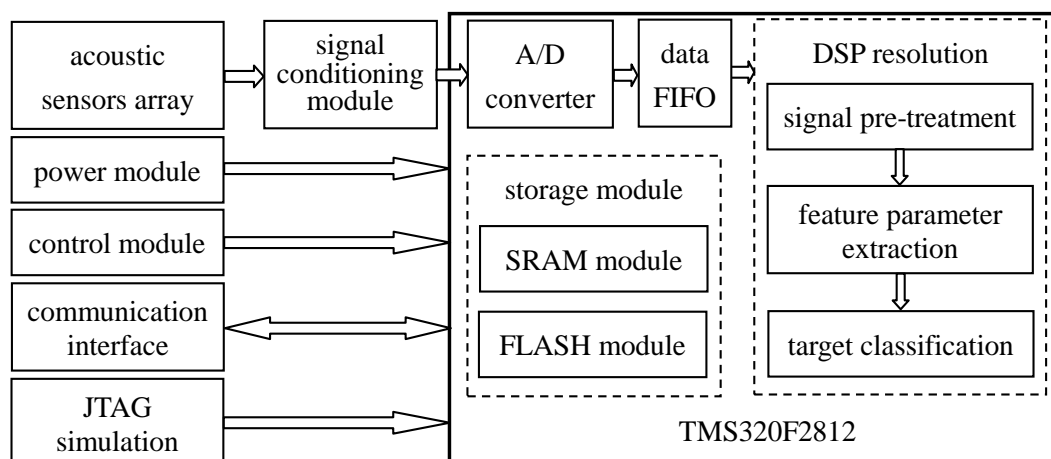 acoustic
sensors array
signal
conditioning
module
A/D
converter
data
FIFO
DSP resolution
signal pre-treatment
feature parameter
extraction
target classification
power module
control module
communication
interface
JTAG
simulation
storage module
SRAM module
FLASH module
TMS320F2812